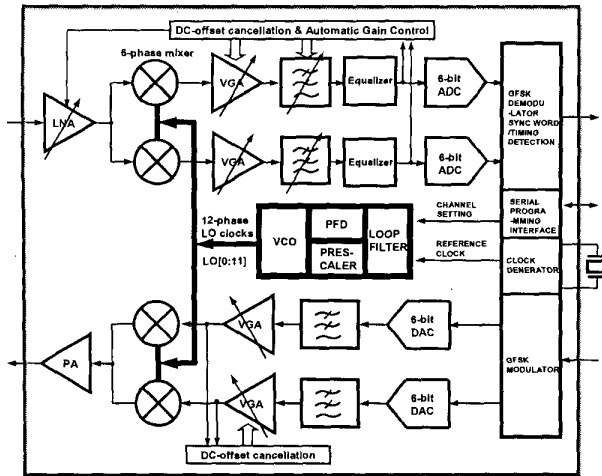 DC-offset cancellation & Automatic Gain Control
6-phase mixer
LNA
VGA
Equalizer
6-bit
ADC
VGA
Equalizer
6-bit
ADC
GFSK
DEMODU
-LATOR
SYNC WORD
/TIMING
DETECTION
12-phase
LO clocks
LO[0:11]
VCO
PFD
PRES-
CALER
LOOP
FILTER
CHANNEL
SETTING
REFERENCE
CLOCK
SERIAL
PROGRA
-MMING
INTERFACE
CLOCK
GENERATOR
PA
VGA
6-bit
DAC
VGA
6-bit
DAC
GFSK
MODULATOR
DC-offset cancellation